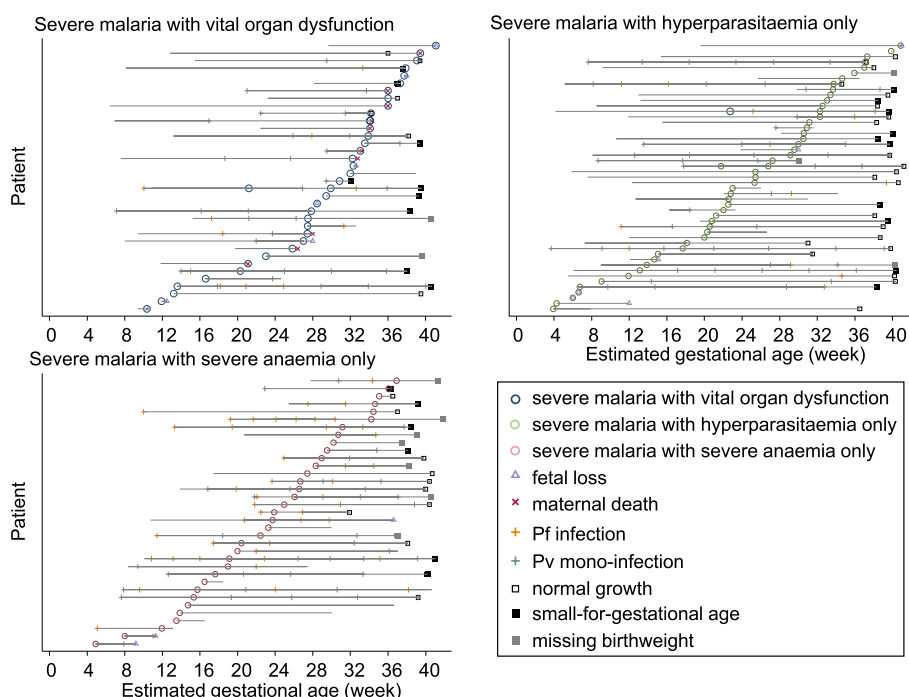 Severe malaria with vital organ dysfunction
Patient
0 4 8 12 16 20 24 28 32 36 40
Severe malaria with hyperparasitaemia only
0 4 8 12 16 20 24 28 32 36 40
Estimated gestational age (week)
Severe malaria with severe anaemia only
Patient
0 4 8 12 16 20 24 28 32 36 40
Estimated gestational age (week)
severe malaria with vital organ dysfunction
severe malaria with hyperparasitaemia only
severe malaria with severe anaemia only
fetal loss
maternal death
Pf infection
Pv mono-infection
normal growth
small-for-gestational age
missing birthweight